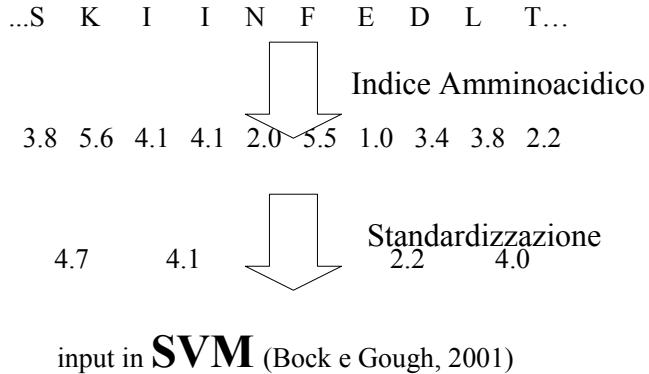 ...S K I I N F E D L T…
Indice Amminoacidico
3.8 5.6 4.1 4.1 2.0 5.5 1.0 3.4 3.8 2.2
Standardizzazione
4.7 4.1 2.2 4.0
input in SVM (Bock e Gough, 2001)